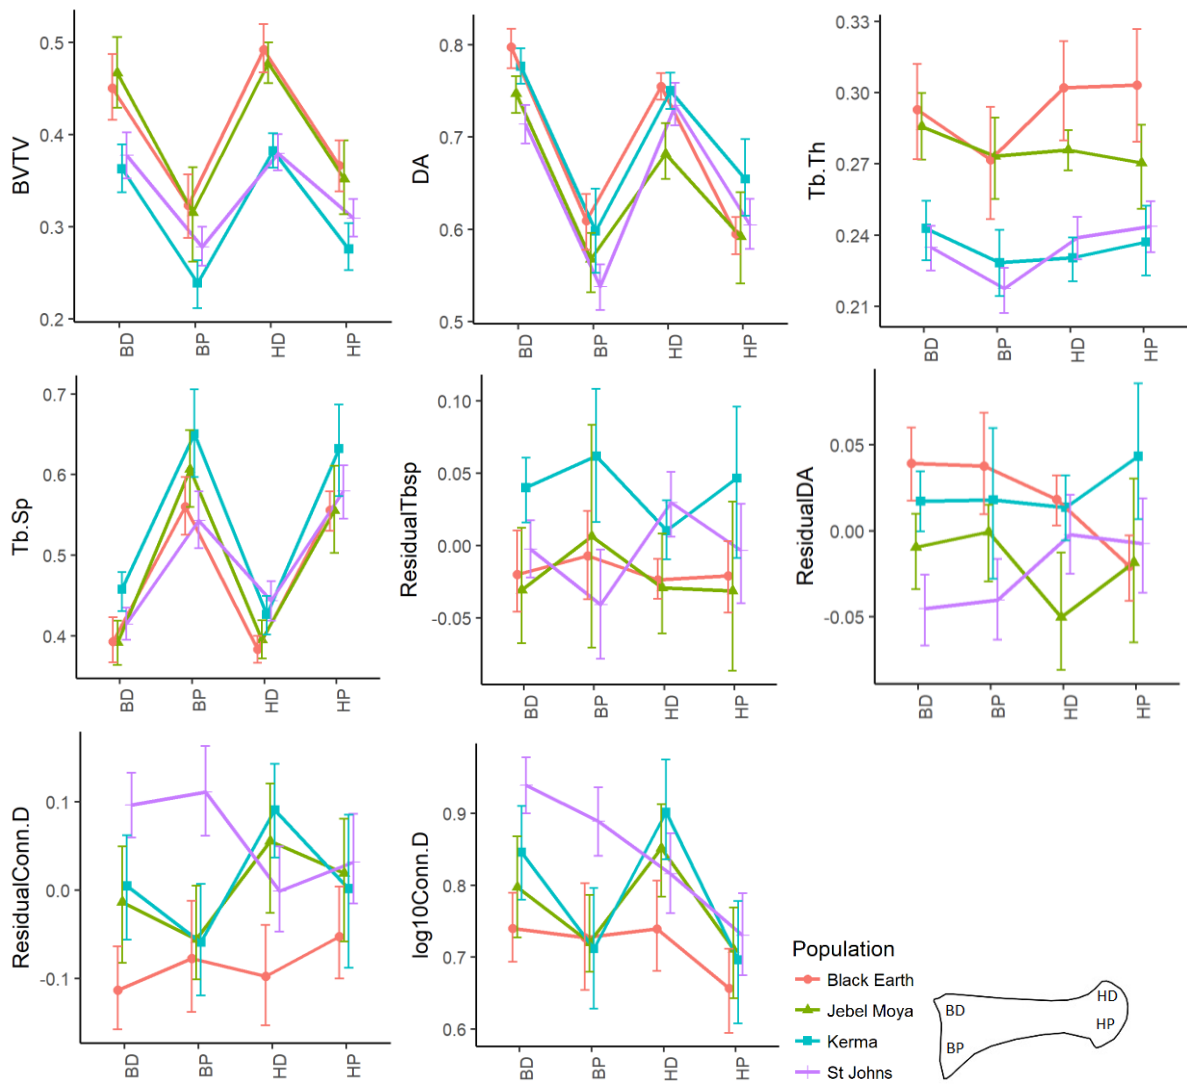 BVTV
0.5
0.4
0.3
0.2
BD
BP
HD
HP
DA
0.8
0.7
0.6
0.5
BD
BP
HD
HP
Tb.Th
0.33
0.30
0.27
0.24
0.21
BD
BP
HD
HP
Tb.Sp
0.7
0.6
0.5
0.4
BD
BP
HD
HP
ResidualTbsp
0.10
0.05
0.00
-0.05
BD
BP
HD
HP
ResidualDA
0.05
0.00
-0.05
BD
BP
HD
HP
ResidualConn.D
0.1
0.0
-0.1
BD
BP
HD
HP
log10Conn.D
0.9
0.8
0.7
0.6
BD
BP
HD
HP
Population
Black Earth
Jebel Moya
Kerma
St Johns
BD
HD
HP
BP